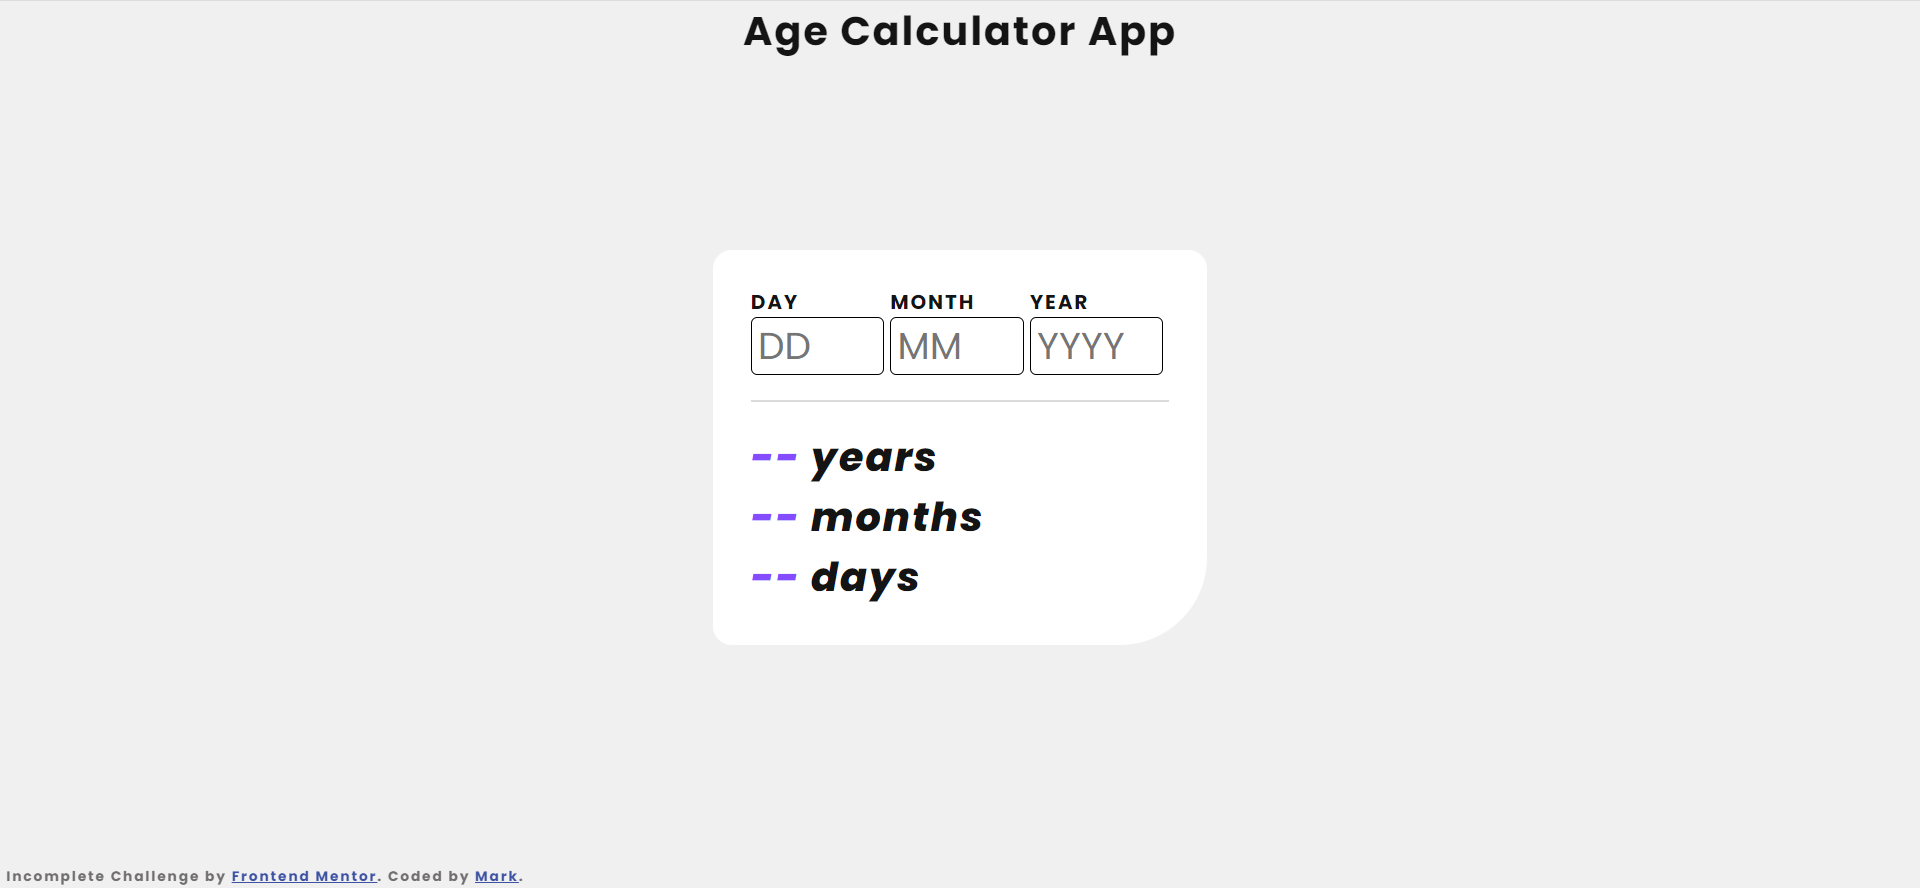 Age Calculator App
DAY MONTH YEAR
DD MM YYYY
-- years
-- months
-- days
Incomplete Challenge by Frontend Mentor. Coded by Mark.